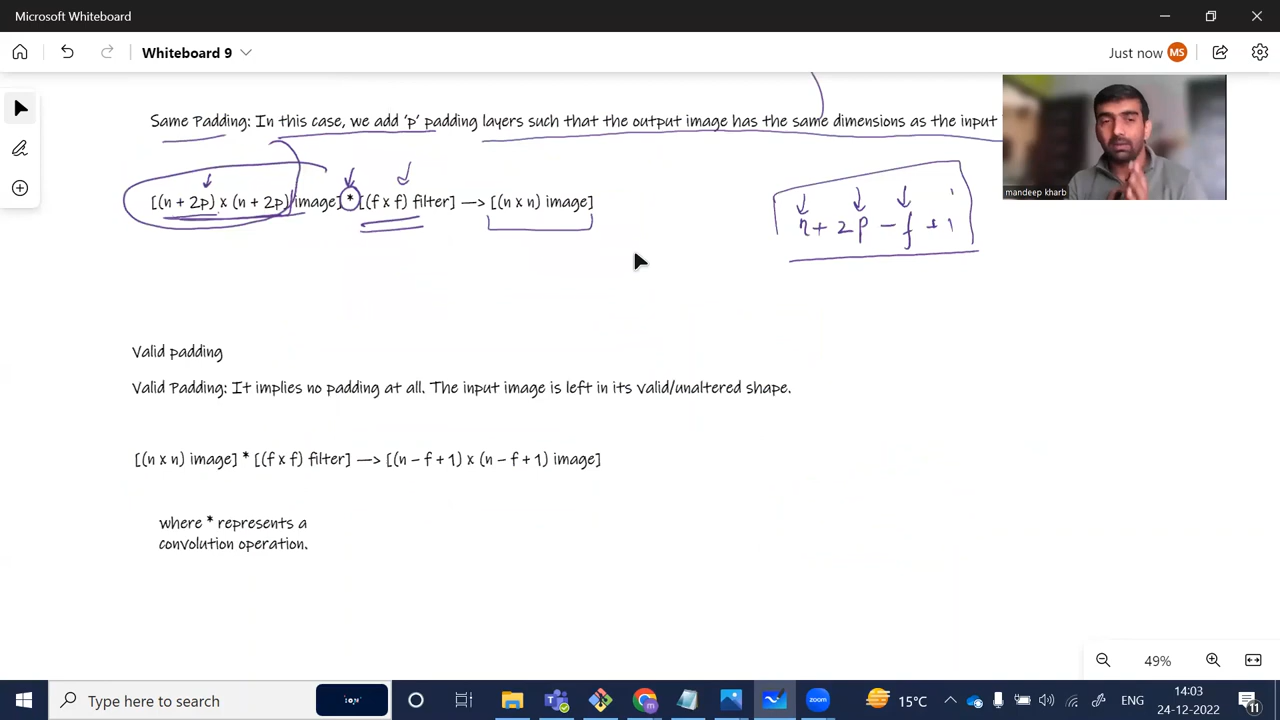 Microsoft Whiteboard
Whiteboard 9
Just now MS
Same Padding: In this case, we add 'p' padding layers such that the output image has the same dimensions as the input
mandeep kharb
[(n + 2p) x (n + 2p) image] * [(f x f) filter] —> [(n x n) image]
n + 2p - f + 1
Valid padding
Valid Padding: It implies no padding at all. The input image is left in its valid/unaltered shape.
[(n x n) image] * [(f x f) filter] —> [(n – f + 1) x (n – f + 1) image]
where * represents a
convolution operation.
49%
Type here to search
zoom
15°C
ENG
14:03
24-12-2022
11